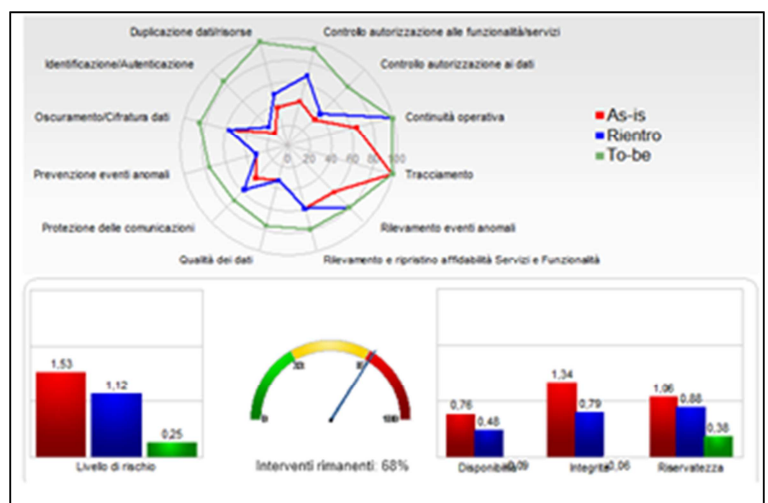 Duplicazione dati/risorse
Controllo autorizzazione alle funzionalità/servizi
Identificazione/Autenticazione
Controllo autorizzazione ai dati
Oscuramento/Cifratura dati
Continuità operativa
As-is
Rientro
To-be
0 20 40 60 80 100
Prevenzione eventi anomali
Tracciamento
Protezione delle comunicazioni
Rilevamento eventi anomali
Qualità dei dati
Rilevamento e ripristino affidabilità Servizi e Funzionalità
1,53
1,12
0,25
Livello di rischio
33
0
100
Interventi rimanenti: 68%
0,76
0,48
0,09
1,34
0,79
0,06
1,06
0,88
0,38
Disponibilità
Integrità
Riservatezza